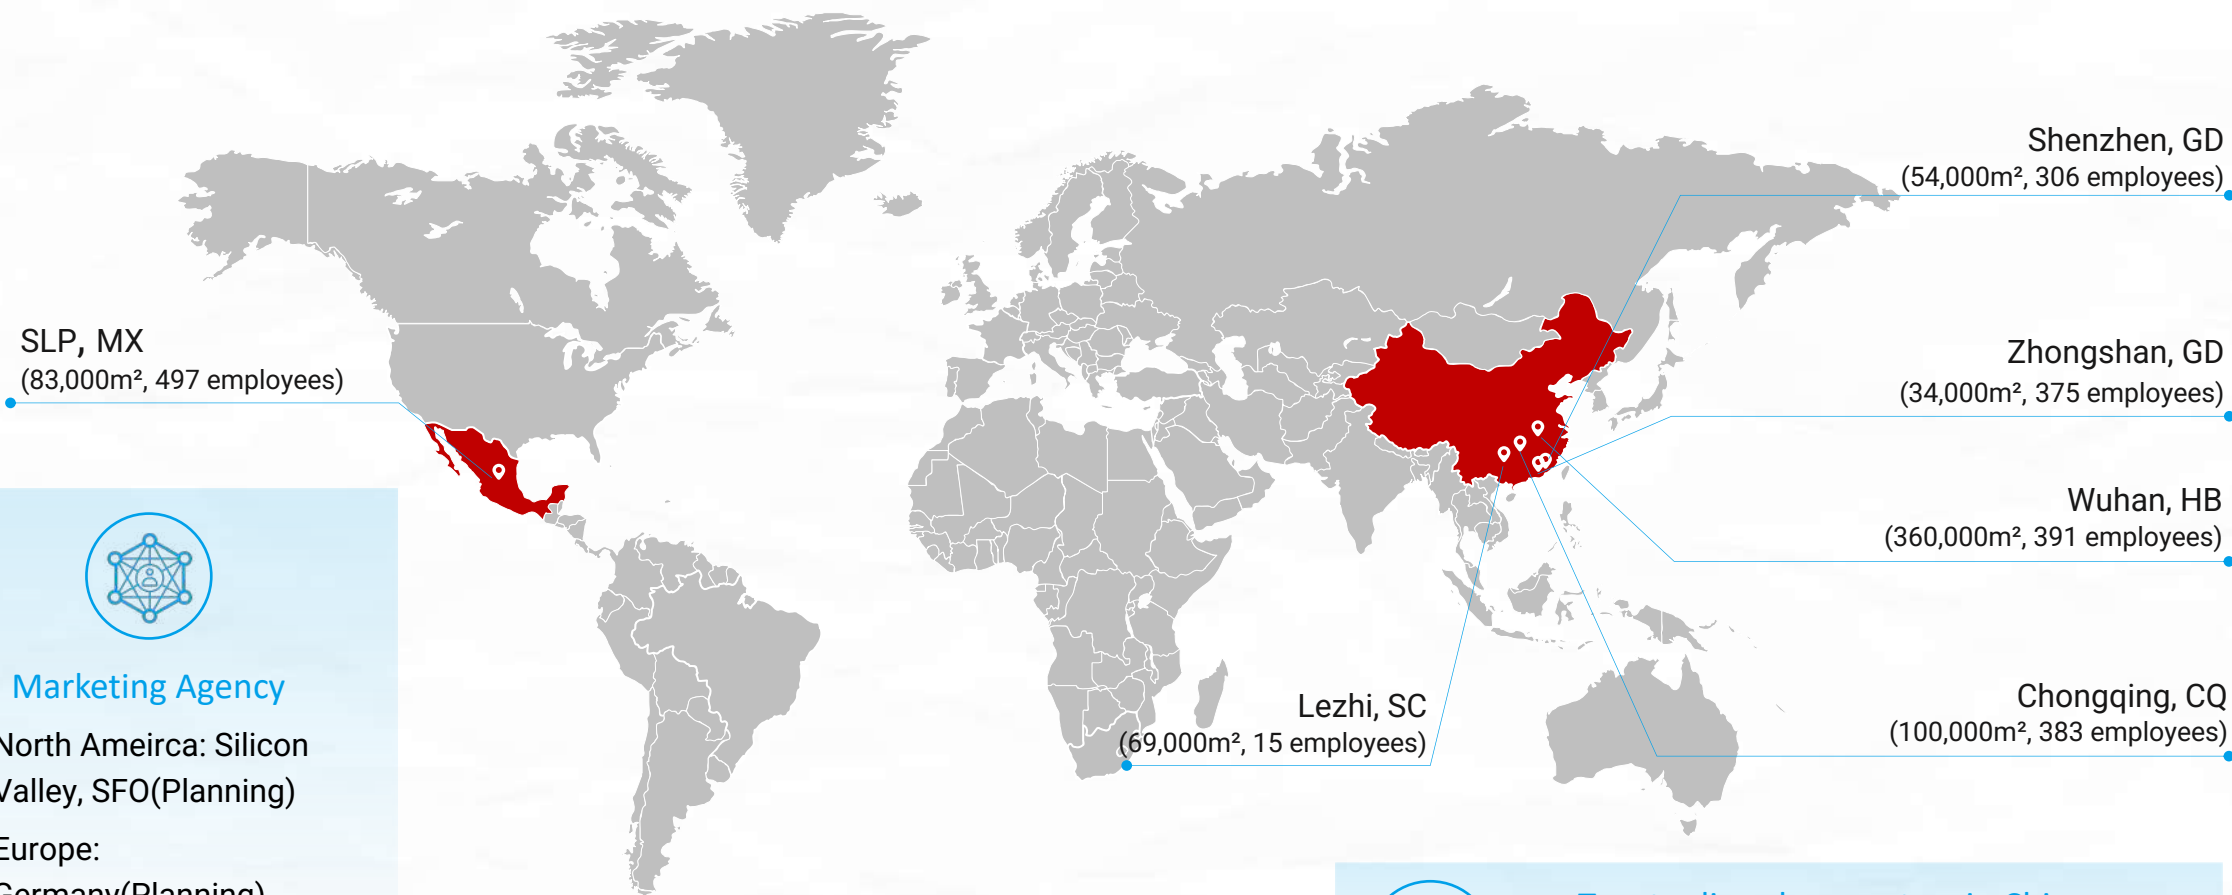 Shenzhen, GD
(54,000m², 306 employees)
SLP, MX
(83,000m², 497 employees)
Zhongshan, GD
(34,000m², 375 employees)
Wuhan, HB
(360,000m², 391 employees)
Chongqing, CQ
(100,000m², 383 employees)
Lezhi, SC
(69,000m², 15 employees)
Marketing Agency
North Ameirca: Silicon
Valley, SFO(Planning)
Europe:
Germany(Planning)